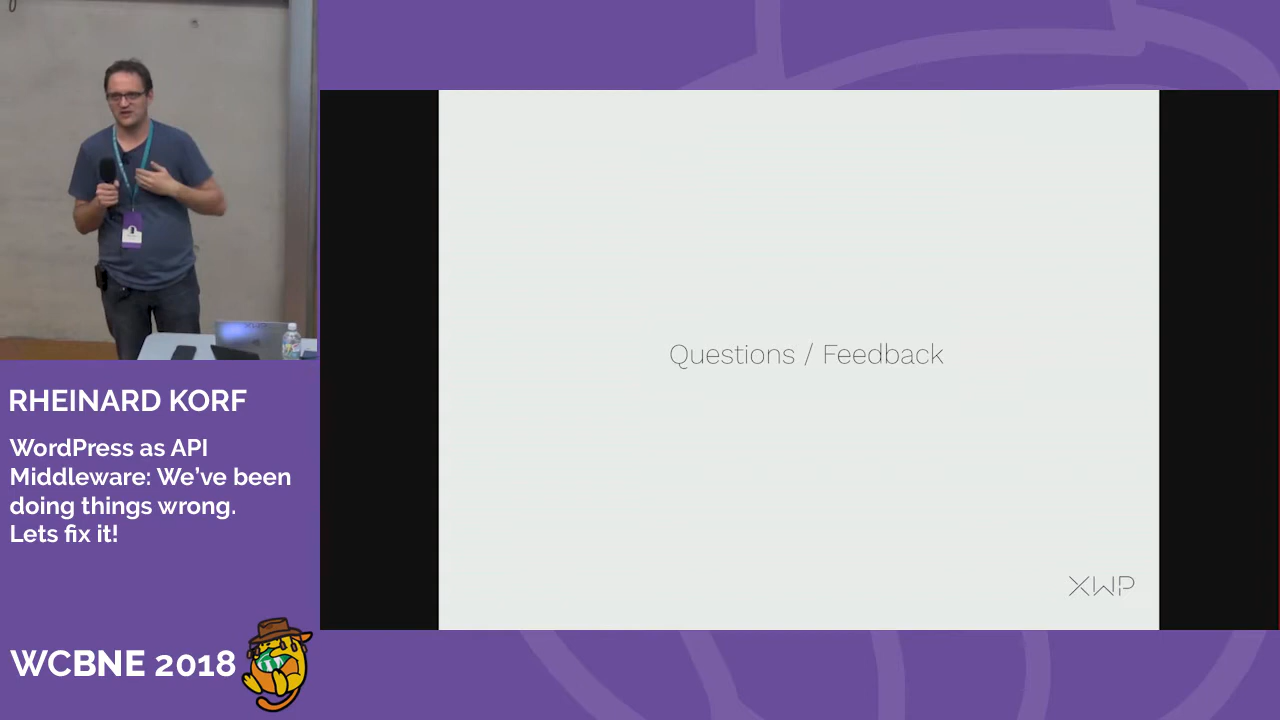 RHEINARD KORF
WordPress as API
Middleware: We’ve been
doing things wrong.
Lets fix it!
WCBNE 2018
Questions / Feedback
XWP